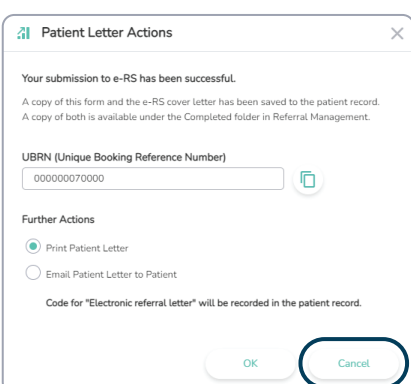 Patient Letter Actions
Your submission to e-RS has been successful.
A copy of this form and the e-RS cover letter has been saved to the patient record.
A copy of both is available under the Completed folder in Referral Management.
UBRN (Unique Booking Reference Number)
000000070000
Further Actions
Print Patient Letter
Email Patient Letter to Patient
Code for "Electronic referral letter" will be recorded in the patient record.
OK Cancel